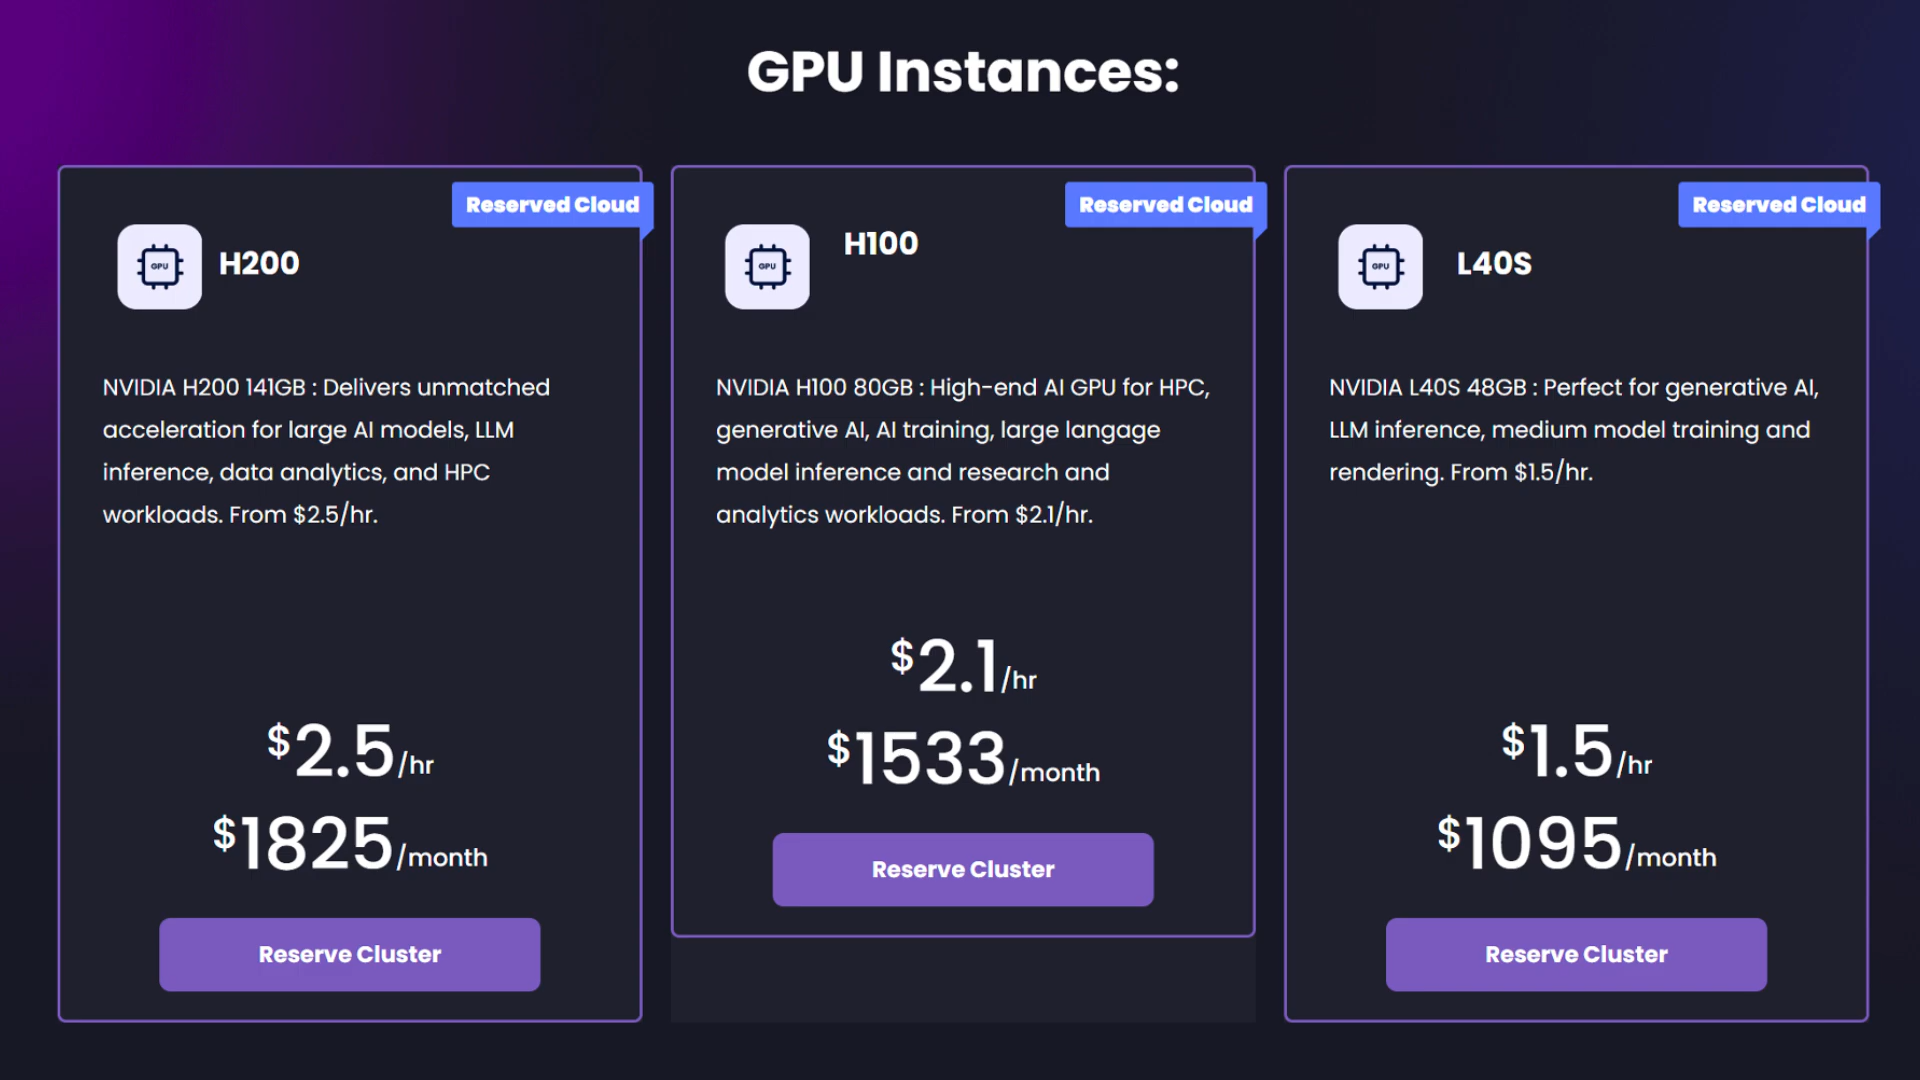 GPU Instances:
Reserved Cloud
GPU
H200
NVIDIA H200 141GB : Delivers unmatched
acceleration for large AI models, LLM
inference, data analytics, and HPC
workloads. From $2.5/hr.
$2.5/hr
$1825/month
Reserve Cluster
Reserved Cloud
GPU
H100
NVIDIA H100 80GB : High-end AI GPU for HPC,
generative AI, AI training, large langage
model inference and research and
analytics workloads. From $2.1/hr.
$2.1/hr
$1533/month
Reserve Cluster
Reserved Cloud
GPU
L40S
NVIDIA L40S 48GB : Perfect for generative AI,
LLM inference, medium model training and
rendering. From $1.5/hr.
$1.5/hr
$1095/month
Reserve Cluster